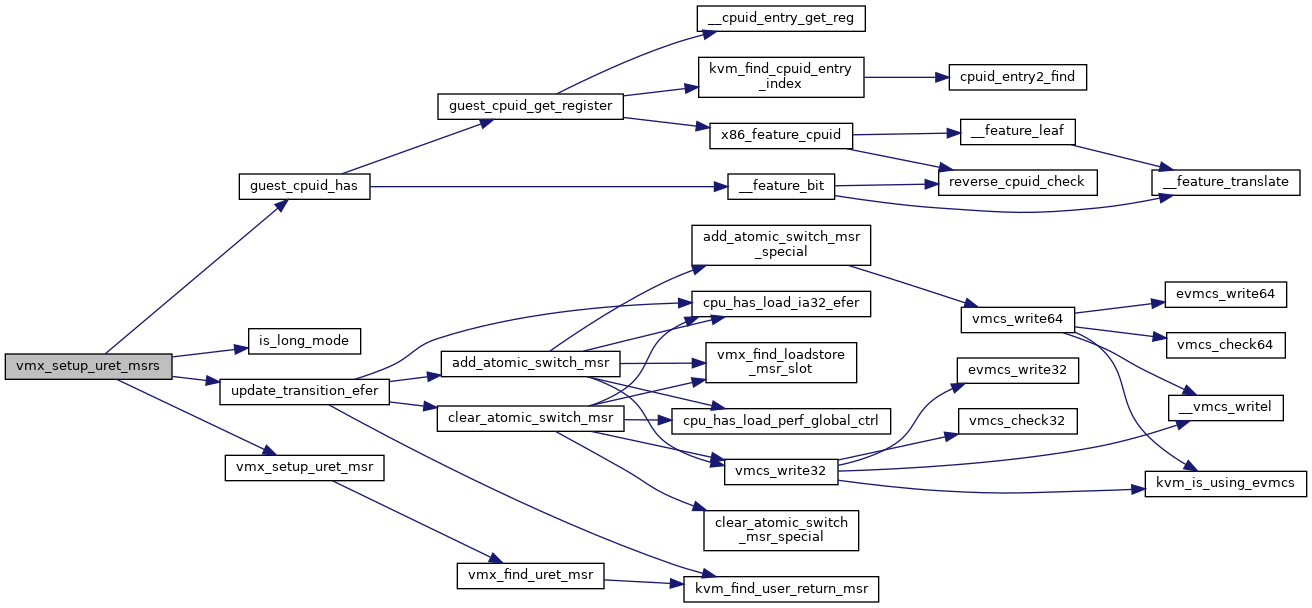 __cpuid_entry_get_reg
kvm_find_cpuid_entry
_index
cpuid_entry2_find
guest_cpuid_get_register
x86_feature_cpuid
__feature_leaf
guest_cpuid_has
__feature_bit
reverse_cpuid_check
__feature_translate
add_atomic_switch_msr
_special
cpu_has_load_ia32_efer
evmcs_write64
vmcs_write64
vmcs_check64
is_long_mode
vmx_setup_uret_msrs
add_atomic_switch_msr
vmx_find_loadstore
_msr_slot
evmcs_write32
update_transition_efer
clear_atomic_switch_msr
cpu_has_load_perf_global_ctrl
vmcs_check32
__vmcs_writel
vmx_setup_uret_msr
vmcs_write32
kvm_is_using_evmcs
clear_atomic_switch
_msr_special
vmx_find_uret_msr
kvm_find_user_return_msr